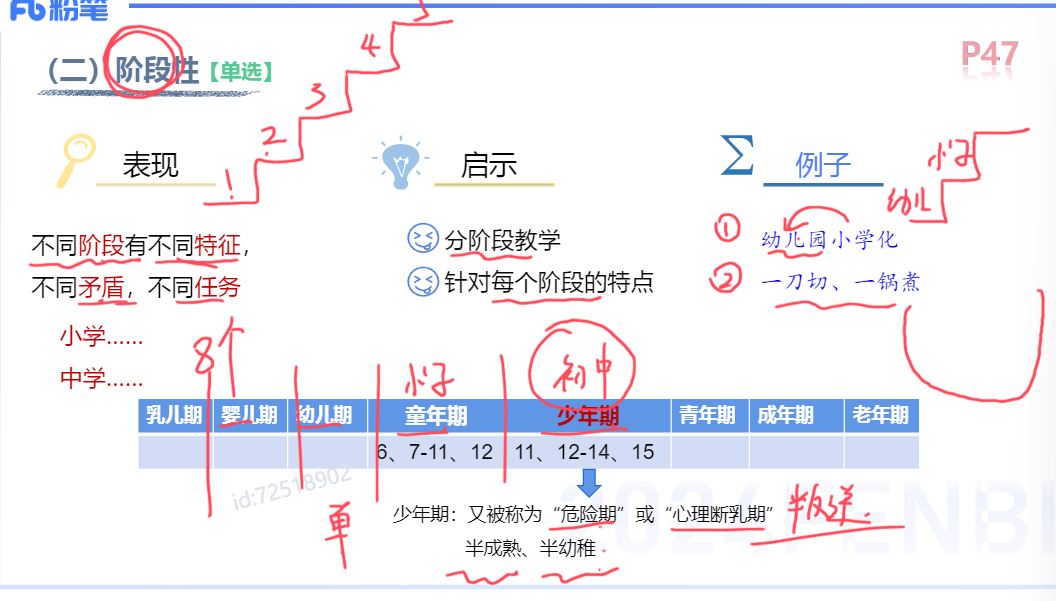 粉笔
P47
（二）阶段性【单选】
1 2 3 4 5
表现
启示
例子
小学
幼儿
不同阶段有不同特征，
不同矛盾，不同任务
小学......
中学......
分阶段教学
针对每个阶段的特点
① 幼儿园小学化
② 一刀切、一锅煮
8个
小学
初中
乳儿期 婴儿期 幼儿期 童年期 少年期 青年期 成年期 老年期
6、7-11、12 11、12-14、15
id:72518902
单
少年期：又被称为“危险期”或“心理断乳期”
叛逆
半成熟、半幼稚